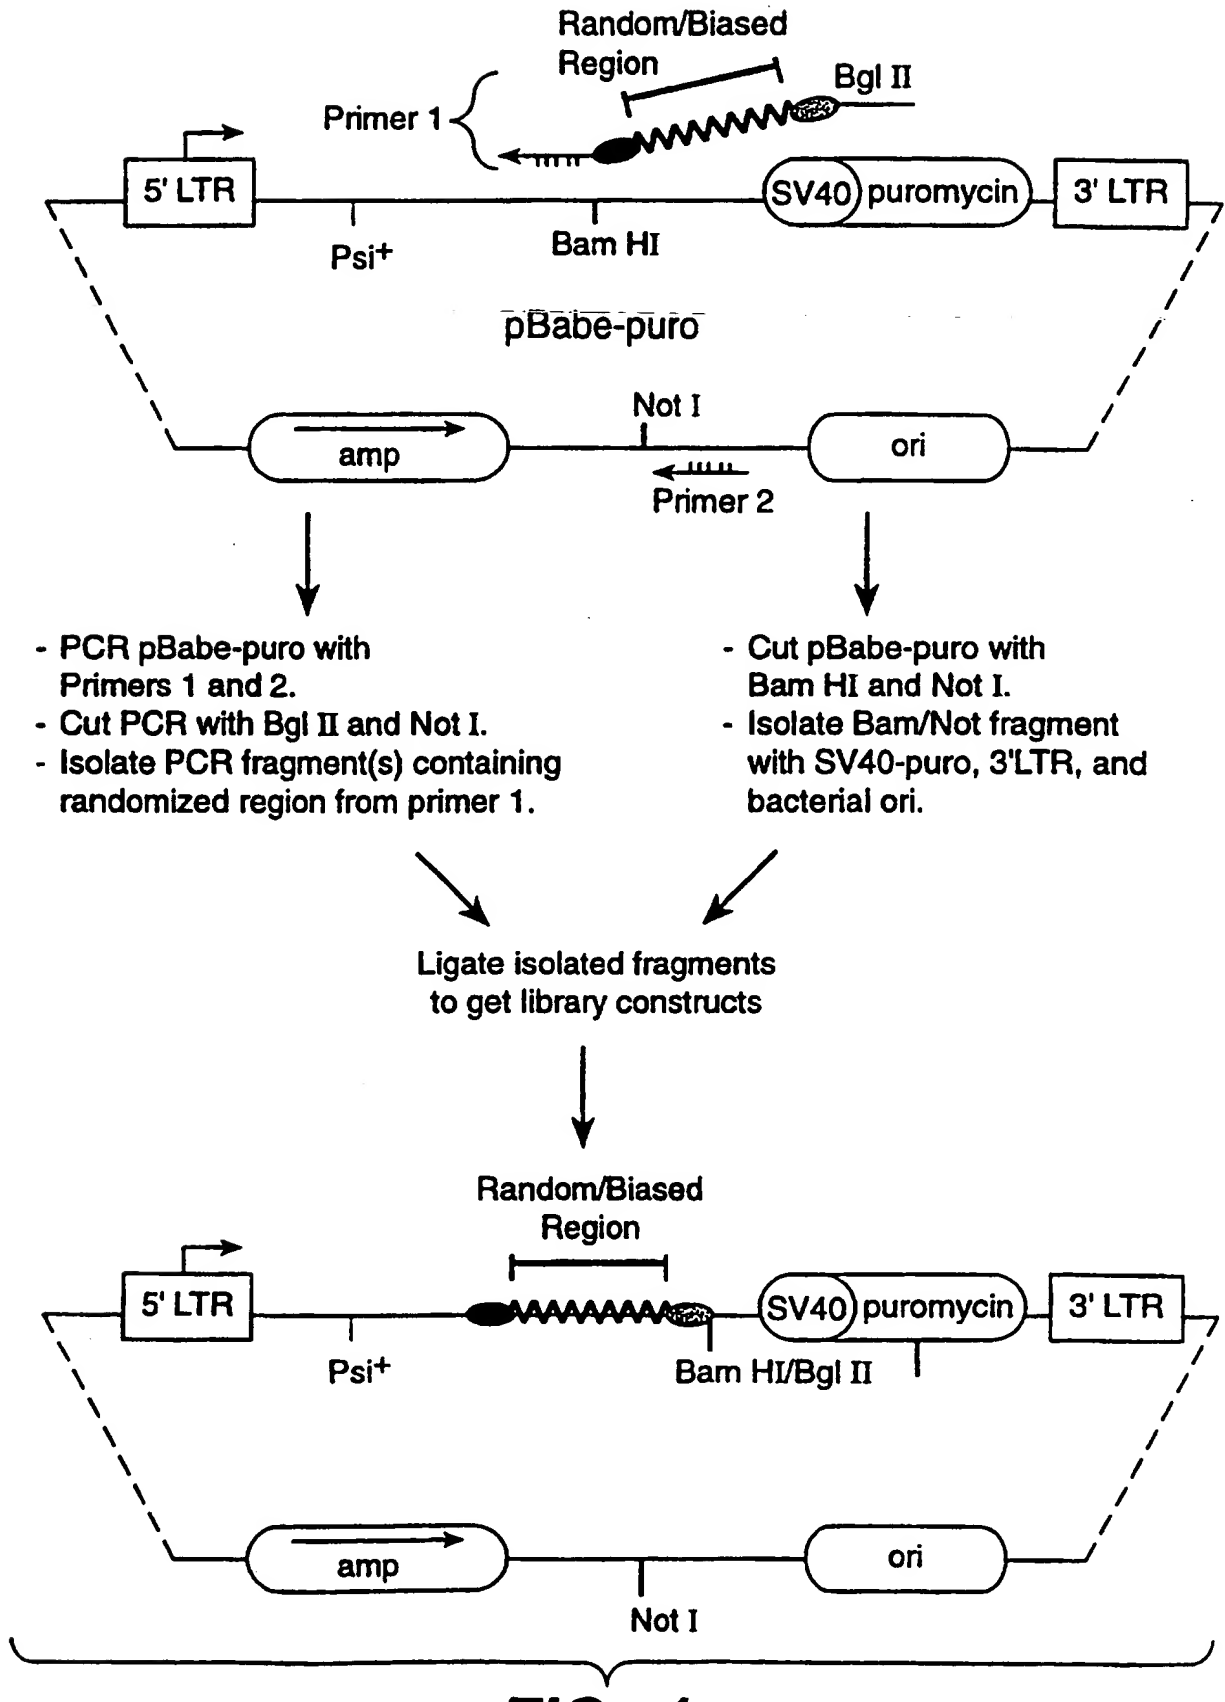 Random/Biased
Region
Bgl II
Primer 1
5' LTR
SV40 puromycin
3' LTR
Psi+
Bam HI
pBabe-puro
Not I
amp
ori
Primer 2
- PCR pBabe-puro with
Primers 1 and 2.
- Cut PCR with Bgl II and Not I.
- Isolate PCR fragment(s) containing
randomized region from primer 1.
- Cut pBabe-puro with
Bam HI and Not I.
- Isolate Bam/Not fragment
with SV40-puro, 3'LTR, and
bacterial ori.
Ligate isolated fragments
to get library constructs
Random/Biased
Region
5' LTR
SV40 puromycin
3' LTR
Psi+
Bam HI/Bgl II
amp
ori
Not I